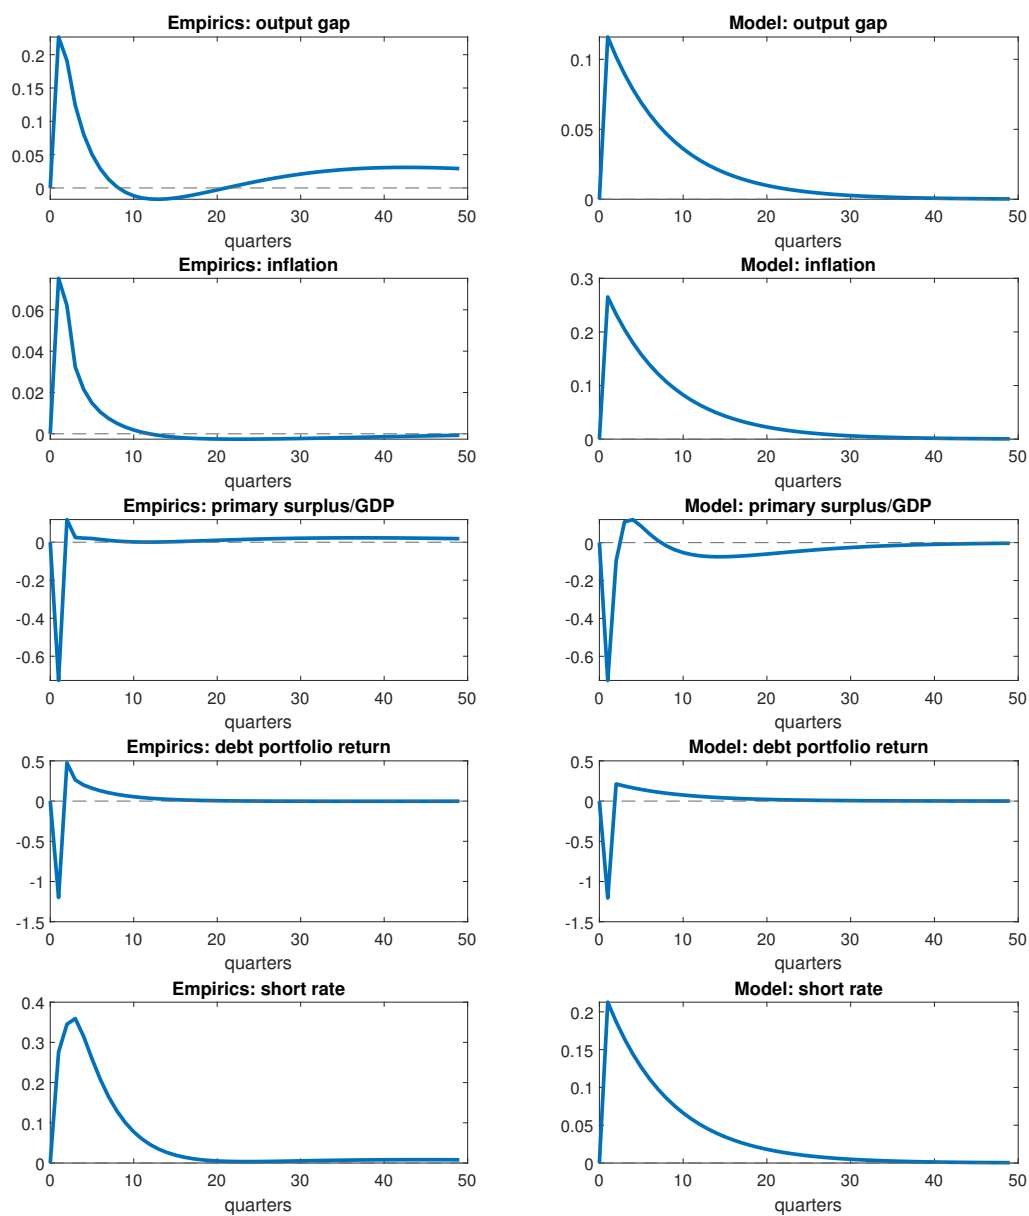 Empirics: output gap
0.2
0.15
0.1
0.05
0
0 10 20 30 40 50
quarters
Model: output gap
0.1
0.05
0
0 10 20 30 40 50
quarters
Empirics: inflation
0.06
0.04
0.02
0
0 10 20 30 40 50
quarters
Model: inflation
0.3
0.2
0.1
0
0 10 20 30 40 50
quarters
Empirics: primary surplus/GDP
0
-0.2
-0.4
-0.6
0 10 20 30 40 50
quarters
Model: primary surplus/GDP
0
-0.2
-0.4
-0.6
0 10 20 30 40 50
quarters
Empirics: debt portfolio return
0.5
0
-0.5
-1
-1.5
0 10 20 30 40 50
quarters
Model: debt portfolio return
0.5
0
-0.5
-1
-1.5
0 10 20 30 40 50
quarters
Empirics: short rate
0.4
0.3
0.2
0.1
0
0 10 20 30 40 50
quarters
Model: short rate
0.2
0.15
0.1
0.05
0
0 10 20 30 40 50
quarters